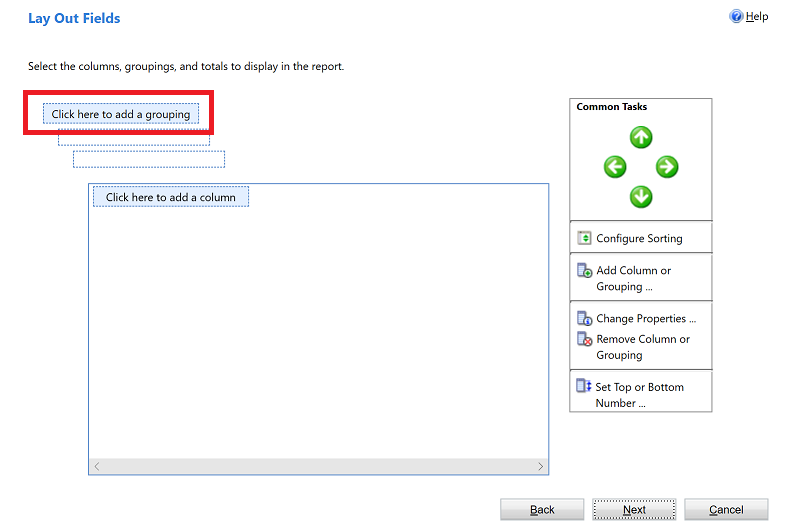 Lay Out Fields
Help
Select the columns, groupings, and totals to display in the report.
Click here to add a grouping
Click here to add a column
Common Tasks
Configure Sorting
Add Column or
Grouping ...
Change Properties ...
Remove Column or
Grouping
Set Top or Bottom
Number ...
Back
Next
Cancel